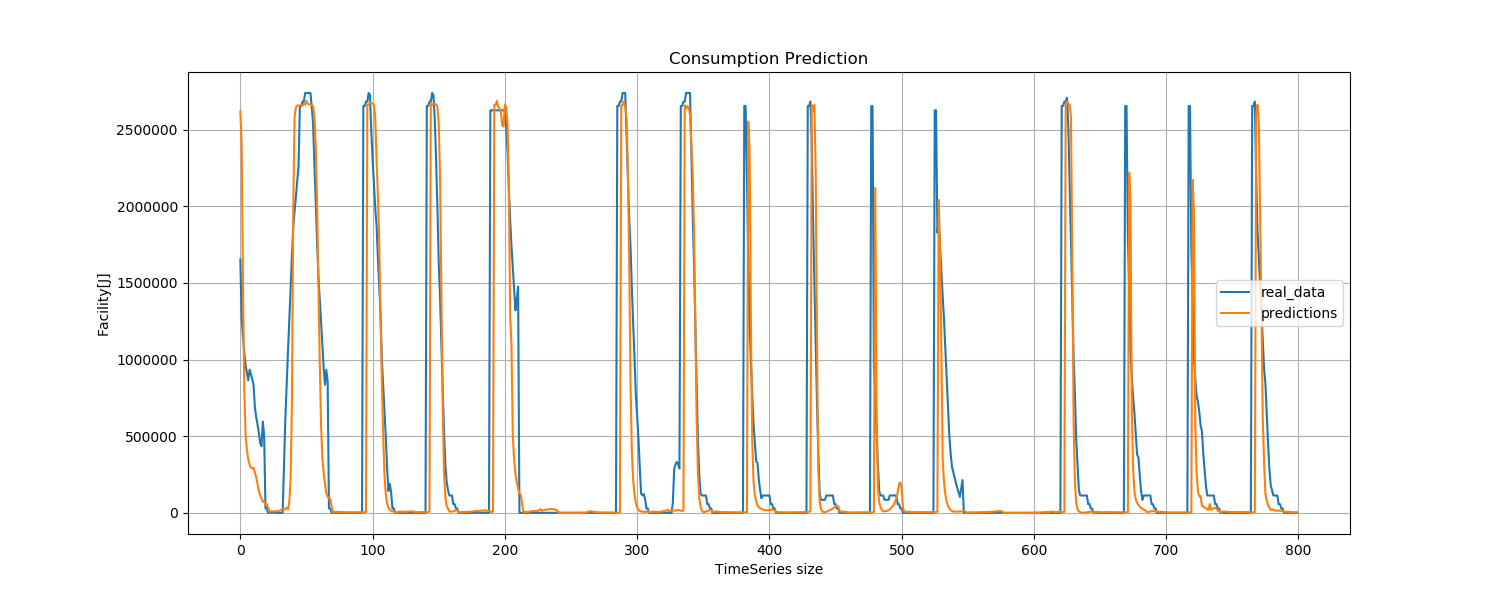 Consumption Prediction
Facility[J]
2500000
2000000
1500000
1000000
500000
0
real_data
predictions
0 100 200 300 400 500 600 700 800
TimeSeries size